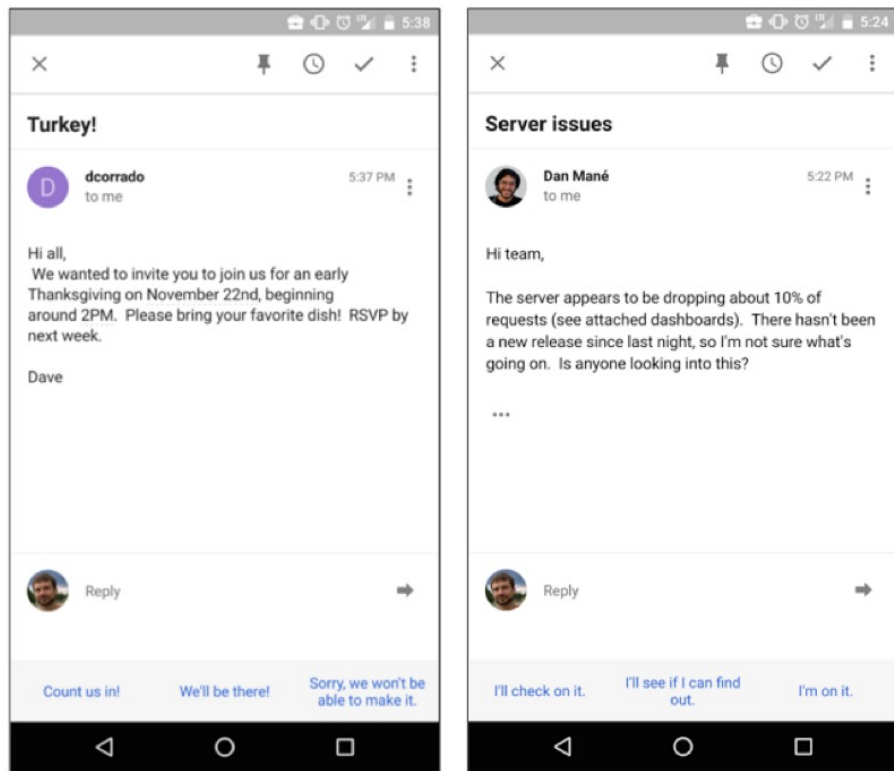 5:38
Turkey!
D
dcorrado
5:37 PM
to me
Hi all,
We wanted to invite you to join us for an early
Thanksgiving on November 22nd, beginning
around 2PM.  Please bring your favorite dish!  RSVP by
next week.
Dave
Reply
Count us in!
We'll be there!
Sorry, we won't be
able to make it.
LTE 5:24
Server issues
Dan Mané
5:22 PM
to me
Hi team,
The server appears to be dropping about 10% of
requests (see attached dashboards).  There hasn't been
a new release since last night, so I'm not sure what's
going on.  Is anyone looking into this?
...
Reply
I'll check on it.
I'll see if I can find
out.
I'm on it.